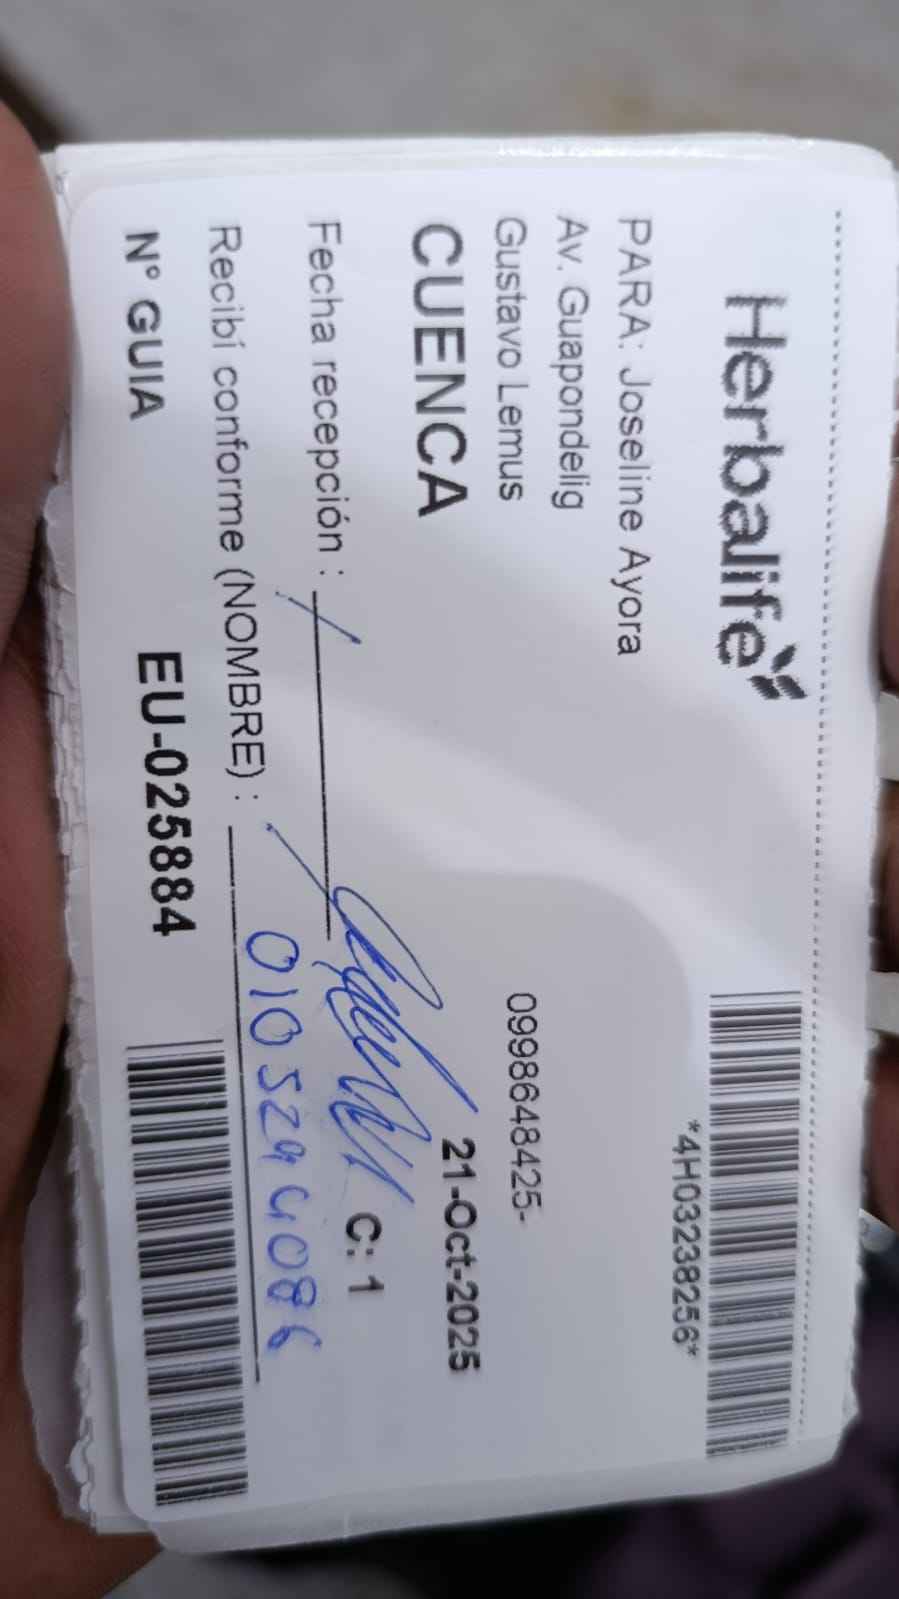 Herbalife
*4H03238256*
PARA: Joseline Ayora
Av. Guapondelig
Gustavo Lemus 0998648425-
CUENCA 21-Oct-2025
Fecha recepción : C: 1
Recibí conforme (NOMBRE) : 0105294086
N° GUIA EU-025884